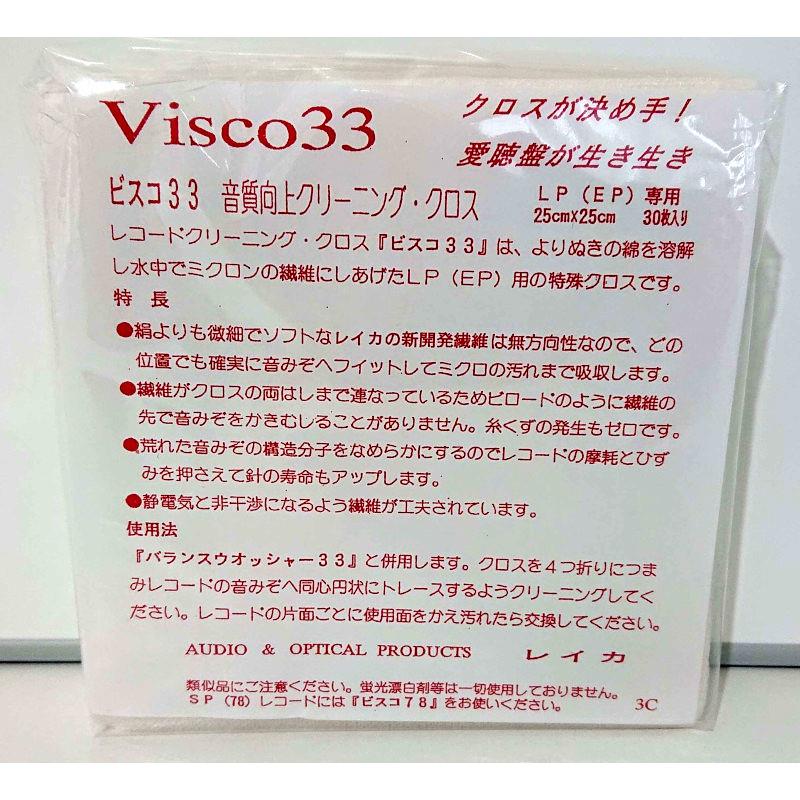 Visco33
クロスが決め手！
愛聴盤が生き生き
ビスコ３３ 音質向上クリーニング・クロス
ＬＰ（ＥＰ）専用
25cm×25cm 30枚入り
レコードクリーニング・クロス『ビスコ３３』は、よりぬきの綿を溶解
し水中でミクロンの繊維にしあげたＬＰ（ＥＰ）用の特殊クロスです。
特 長
●絹よりも微細でソフトなレイカの新開発繊維は無方向性なので、どの
位置でも確実に音みぞへフィットしてミクロの汚れまで吸収します。
●繊維がクロスの両はしまで連なっているためビロードのように繊維の
先で音みぞをかきむしることがありません。糸くずの発生もゼロです。
●荒れた音みぞの構造分子をなめらかにするのでレコードの摩耗とひず
みを押さえて針の寿命もアップします。
●静電気と非干渉になるよう繊維が工夫されています。
使用法
『バランスウオッシャー３３』と併用します。クロスを４つ折りにつま
みレコードの音みぞへ同心円状にトレースするようクリーニングしてく
ださい。レコードの片面ごとに使用面をかえ汚れたら交換してください。
AUDIO & OPTICAL PRODUCTS レイカ
類似品にご注意ください。蛍光漂白剤等は一切使用しておりません。
ＳＰ（78）レコードには『ビスコ７８』をお使いください。
3C